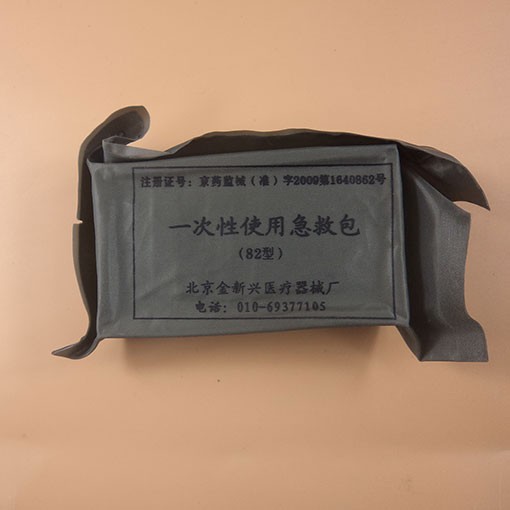 注册证号：京药监械（准）字2009第1640862号
一次性使用急救包
（82型）
北京金新兴医疗器械厂
电话：010-69377105